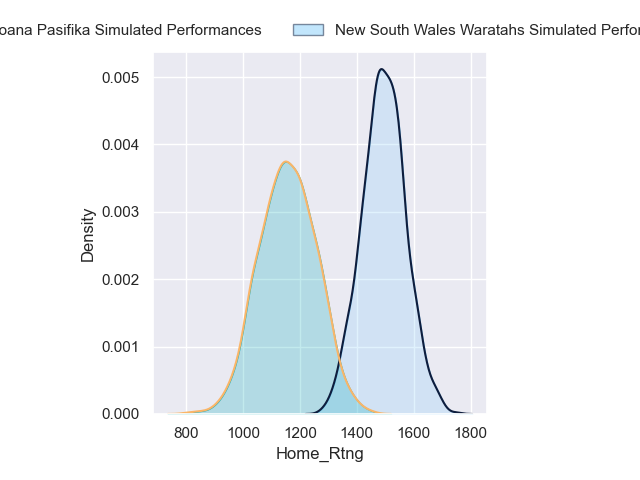 oana Pasifika Simulated Performances New South Wales Waratahs Simulated Perfor
0.005
0.004
0.003
0.002
0.001
0.000
Density
800 1000 1200 1400 1600 1800
Home_Rtng